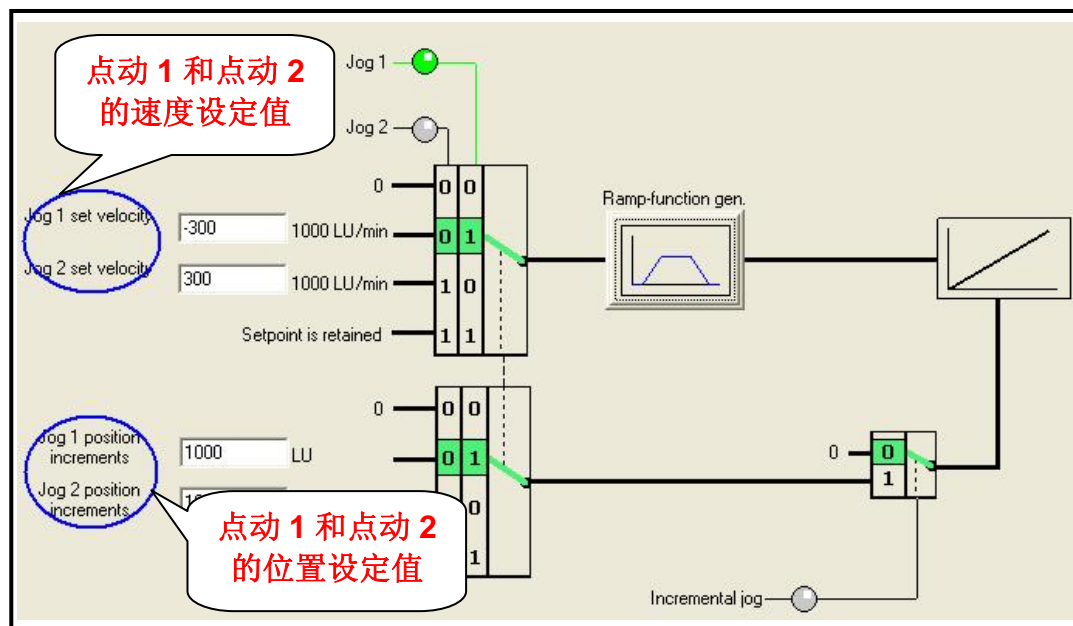 点动 1 和点动 2
的速度设定值
Jog 1
Jog 2
0
0 0
Jog 1 set velocity
-300
1000 LU/min
0 1
Jog 2 set velocity
300
1000 LU/min
1 0
Setpoint is retained
1 1
Ramp-function gen.
0
0 0
Jog 1 position
increments
1000
LU
0 1
Jog 2 position
increments
0
1
点动 1 和点动 2
的位置设定值
0
0
1
Incremental jog